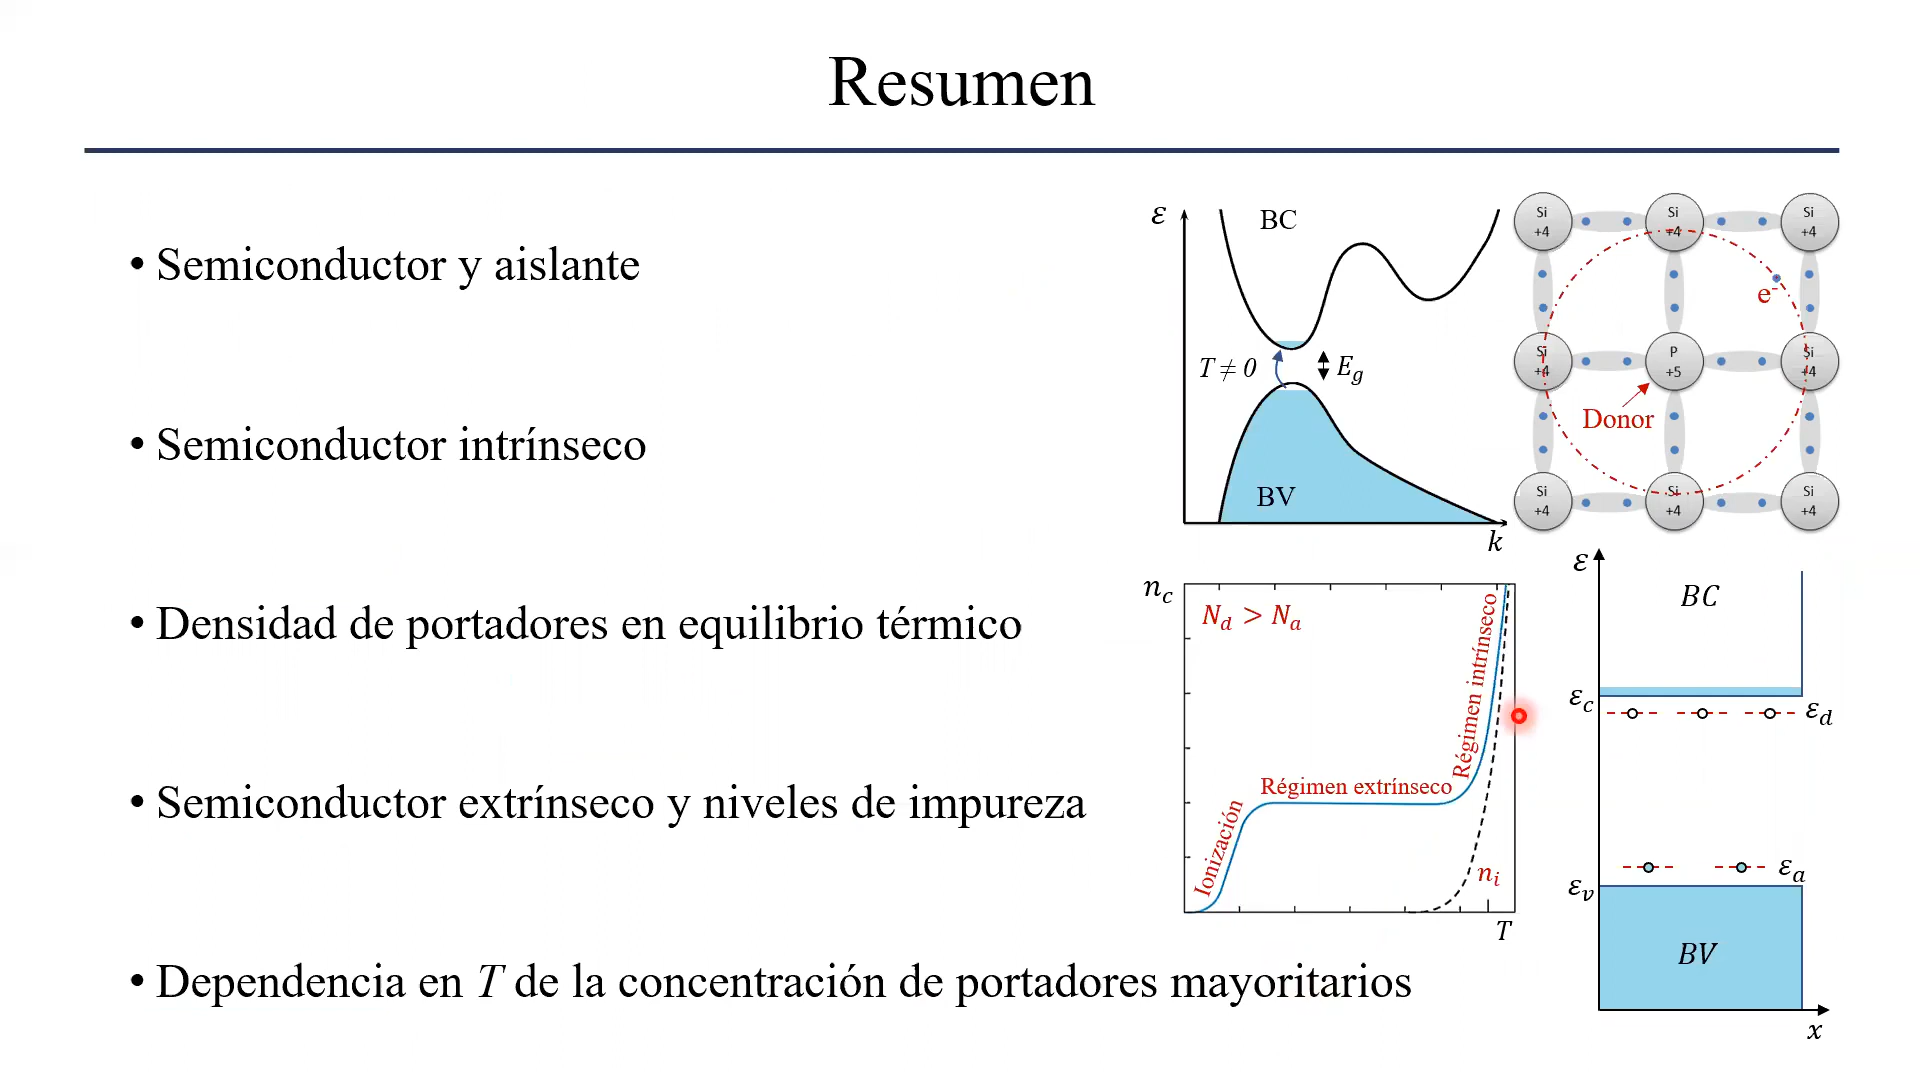 Resumen
• Semiconductor y aislante
• Semiconductor intrínseco
• Densidad de portadores en equilibrio térmico
• Semiconductor extrínseco y niveles de impureza
• Dependencia en T de la concentración de portadores mayoritarios
ε
BC
T ≠ 0
E_g
BV
k
Si +4
Si +4
Si +4
e⁻
Si +4
P +5
Si +4
Donor
Si +4
Si +4
Si +4
n_c
N_d > N_a
Ionización
Régimen extrínseco
Régimen intrínseco
n_i
T
ε
BC
ε_c
ε_d
ε_a
ε_v
BV
x